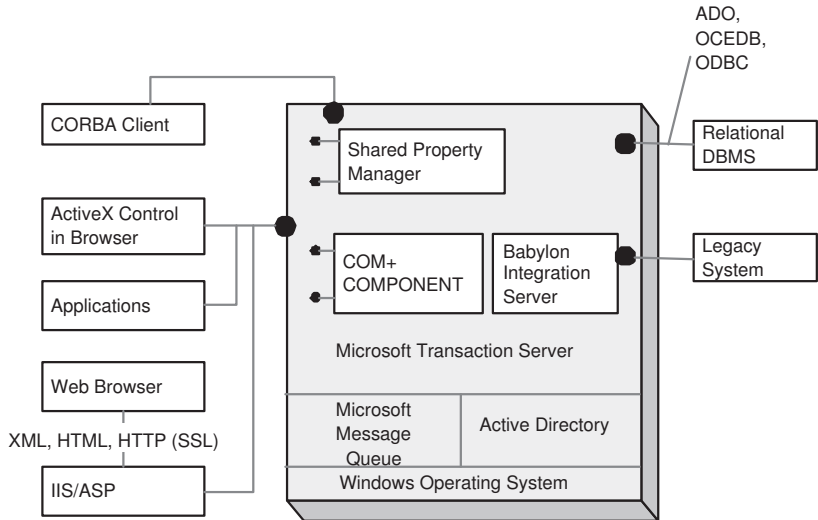 ADO,
OCEDB,
ODBC
CORBA Client
Shared Property
Manager
Relational
DBMS
ActiveX Control
in Browser
COM+
COMPONENT
Babylon
Integration
Server
Legacy
System
Applications
Microsoft Transaction Server
Web Browser
Microsoft
Message
Queue
Active Directory
XML, HTML, HTTP (SSL)
IIS/ASP
Windows Operating System